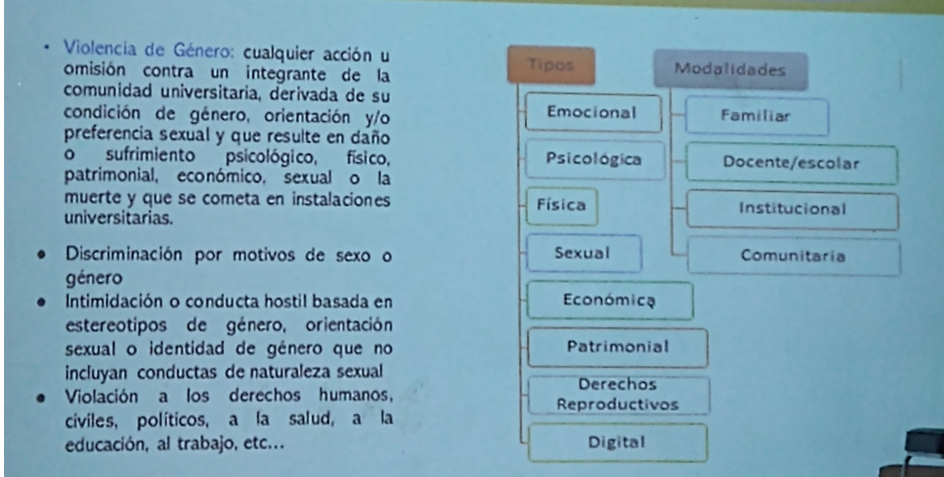 • Violencia de Género: cualquier acción u
omisión contra un integrante de la
comunidad universitaria, derivada de su
condición de género, orientación y/o
preferencia sexual y que resulte en daño
o sufrimiento psicológico, físico,
patrimonial, económico, sexual o la
muerte y que se cometa en instalaciones
universitarias.
• Discriminación por motivos de sexo o
género
• Intimidación o conducta hostil basada en
estereotipos de género, orientación
sexual o identidad de género que no
incluyan conductas de naturaleza sexual
• Violación a los derechos humanos,
civiles, políticos, a la salud, a la
educación, al trabajo, etc...
Tipos
Emocional
Psicológica
Física
Sexual
Económica
Patrimonial
Derechos
Reproductivos
Digital
Modalidades
Familiar
Docente/escolar
Institucional
Comunitaria